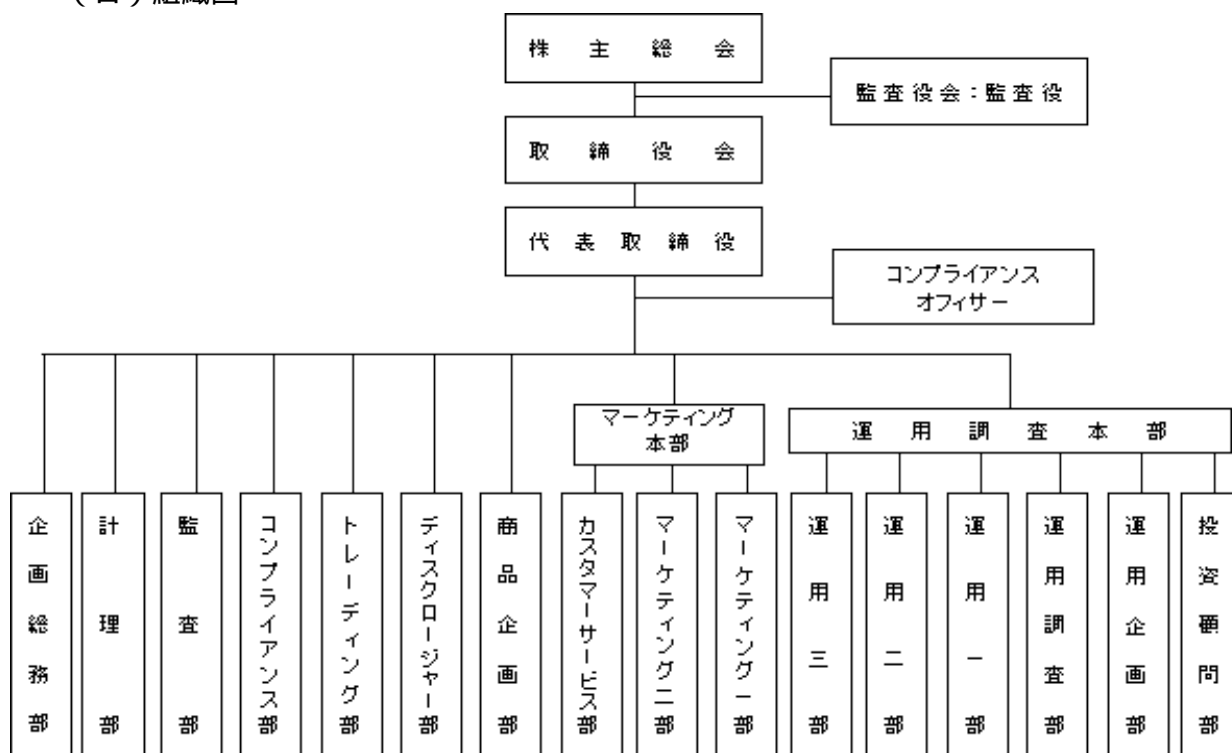 株主総会
監査役会：監査役
取締役会
代表取締役
コンプライアンス
オフィサー
マーケティング
本部
運用調査本部
企画総務部
計理部
監査部
コンプライアンス部
トレーディング部
ディスクロージャー部
商品企画部
カスタマーサービス部
マーケティング二部
マーケティング一部
運用三部
運用二部
運用一部
運用調査部
運用企画部
投資顧問部